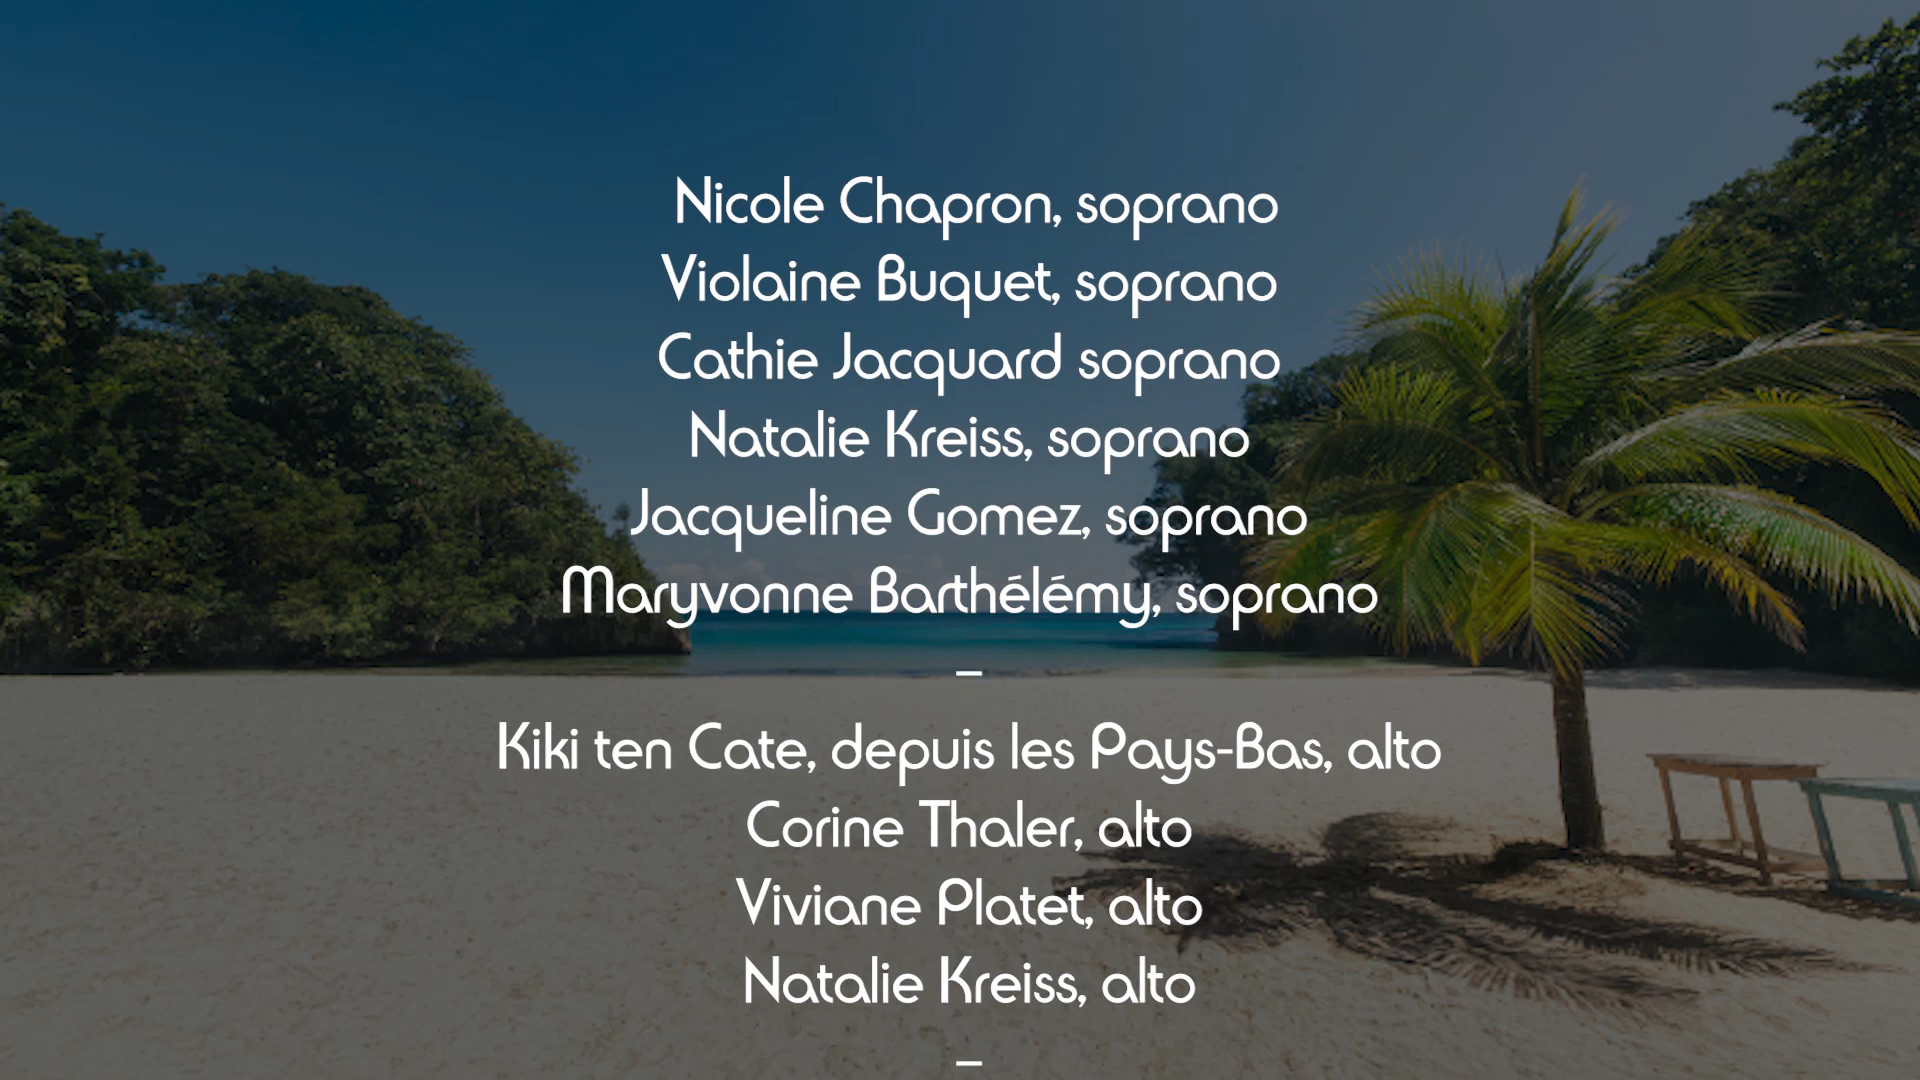 Nicole Chapron, soprano
Violaine Buquet, soprano
Cathie Jacquard soprano
Natalie Kreiss, soprano
Jacqueline Gomez, soprano
Maryvonne Barthélémy, soprano
–
Kiki ten Cate, depuis les Pays-Bas, alto
Corine Thaler, alto
Viviane Platet, alto
Natalie Kreiss, alto
–